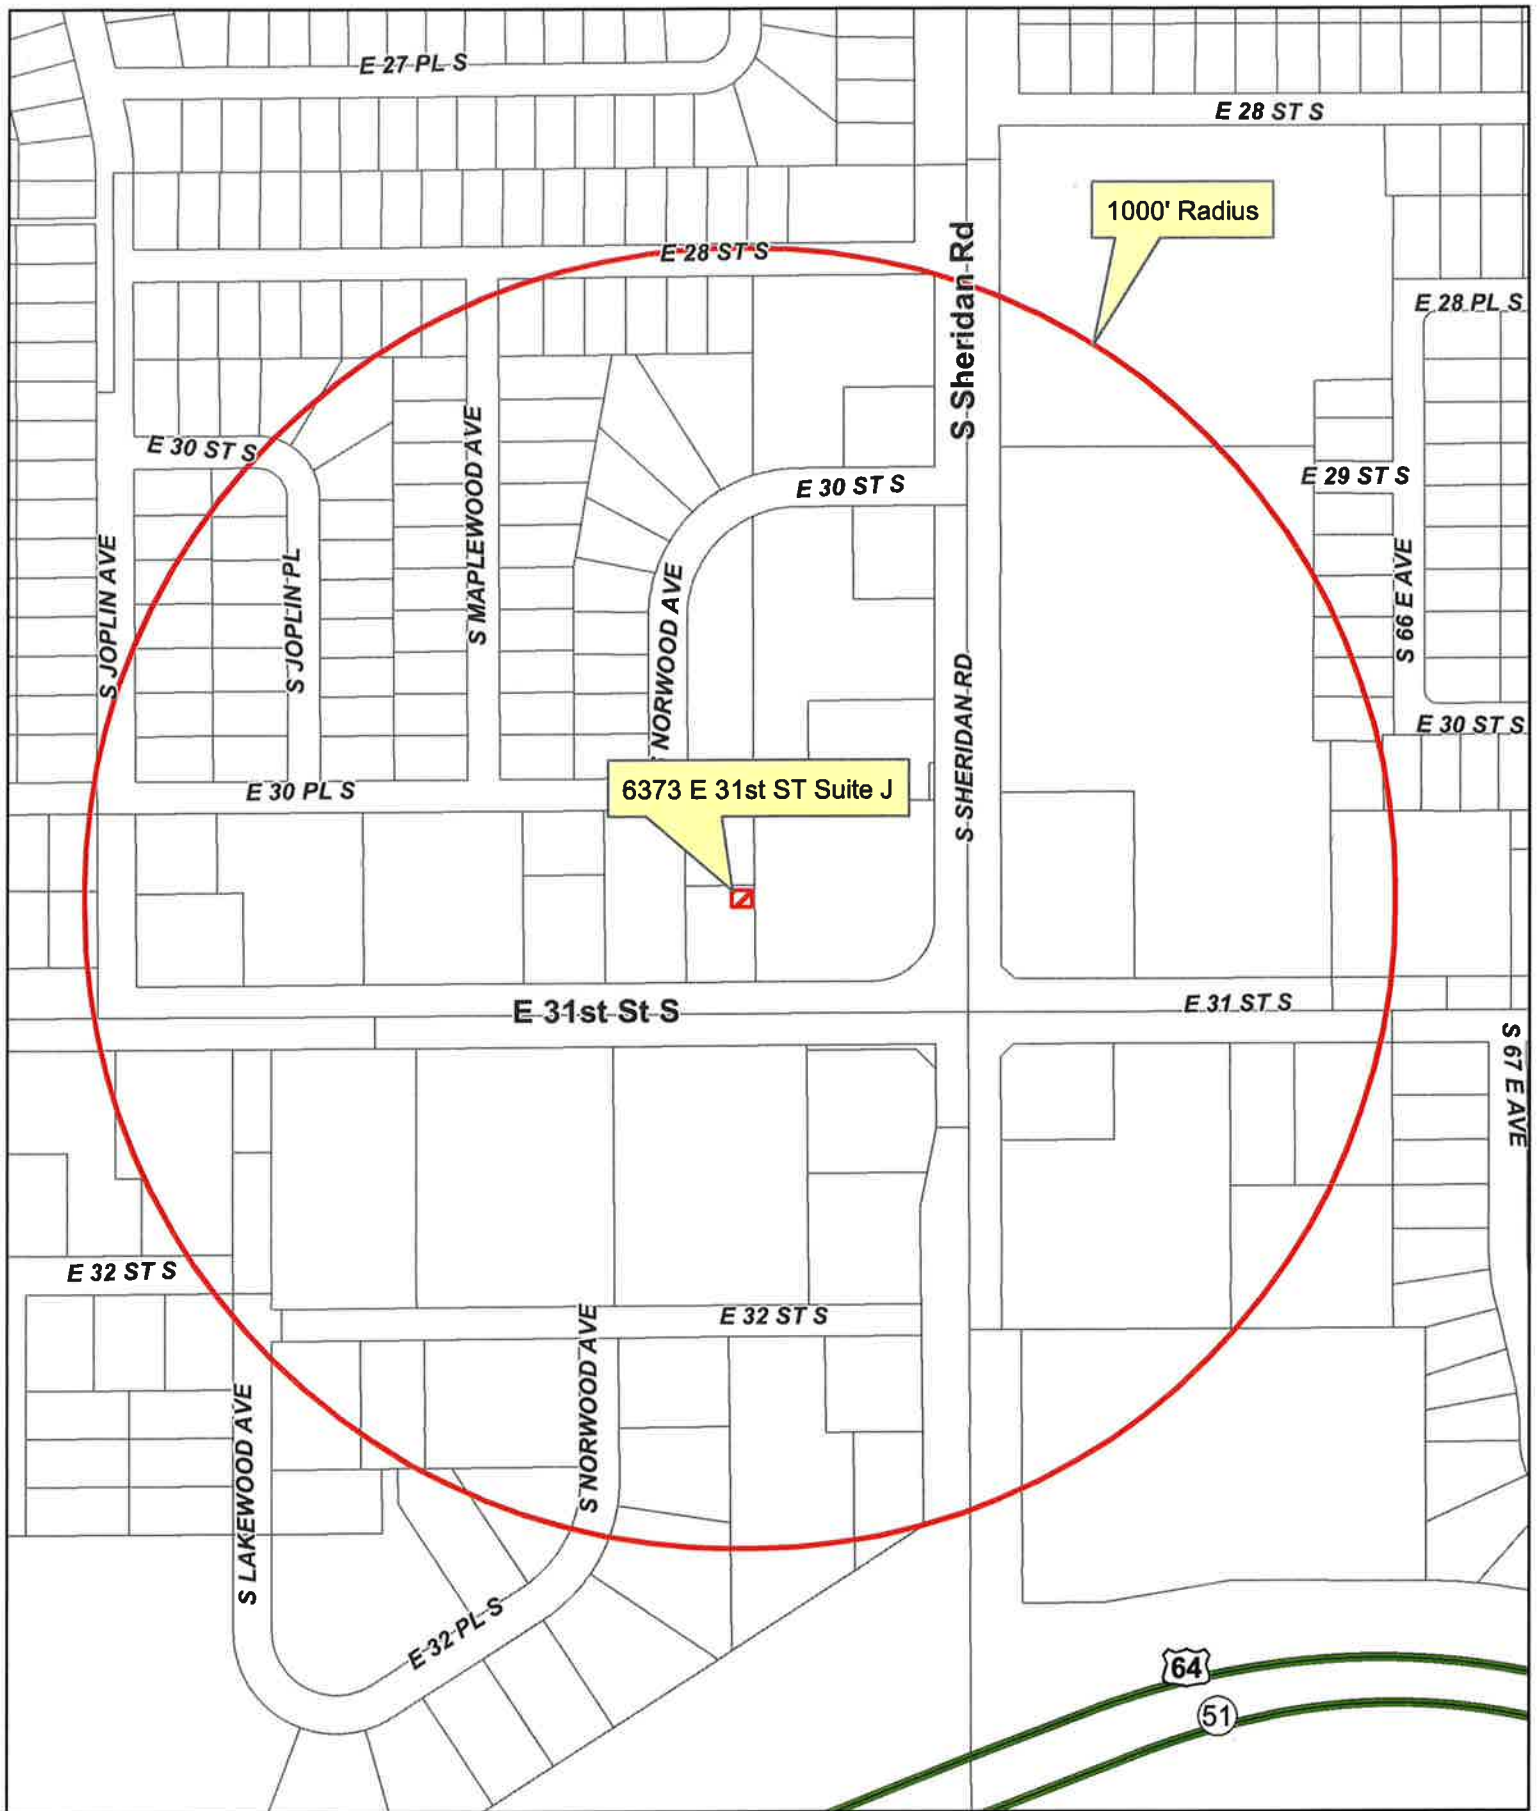 E 27 PL S
E 28 ST S
1000' Radius
E 28 ST S
S Sheridan Rd
E 28 PL S
E 30 ST S
S MAPLEWOOD AVE
E 30 ST S
E 29 ST S
S JOPLIN AVE
S JOPLIN PL
S NORWOOD AVE
S SHERIDAN RD
S 66 E AVE
E 30 ST S
E 30 PL S
6373 E 31st ST Suite J
E 31st St S
E 31 ST S
S 67 E AVE
E 32 ST S
E 32 ST S
S LAKEWOOD AVE
S NORWOOD AVE
E 32 PL S
64
51